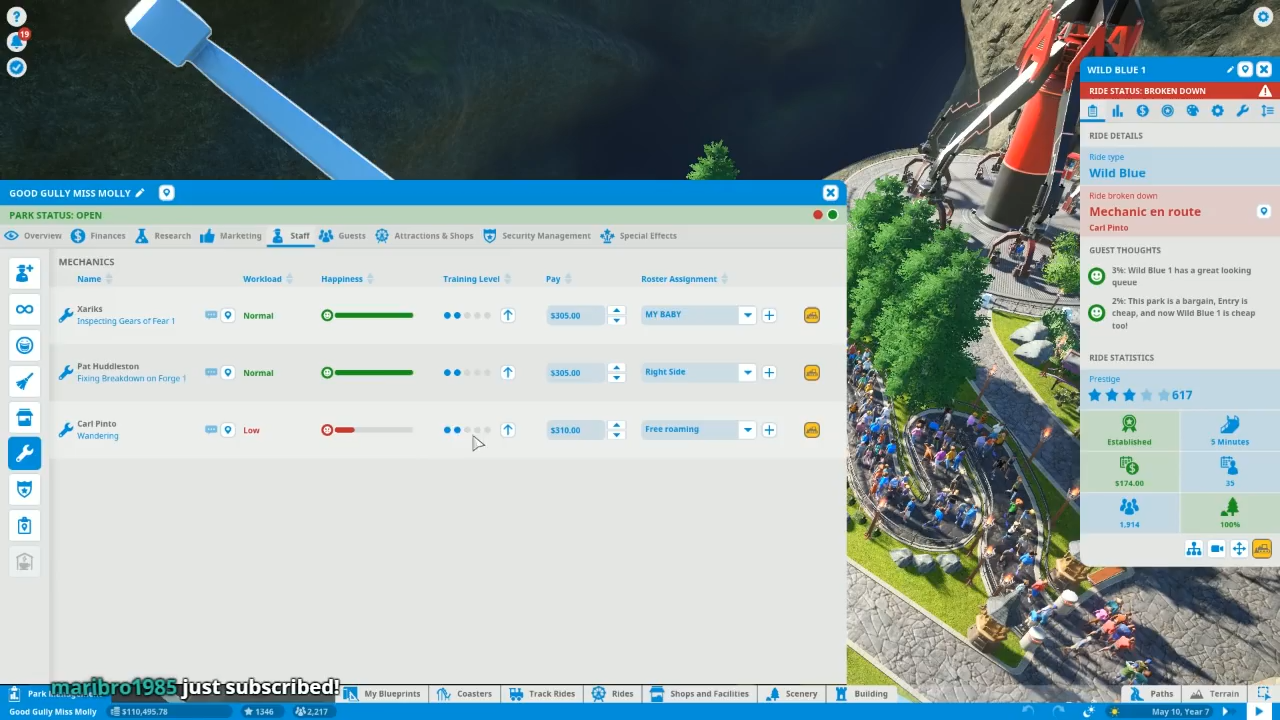 ?
19
WILD BLUE 1
RIDE STATUS: BROKEN DOWN
RIDE DETAILS
Ride type
Wild Blue
Ride broken down
Mechanic en route
Carl Pinto
GUEST THOUGHTS
3%: Wild Blue 1 has a great looking
queue
2%: This park is a bargain, Entry is
cheap, and now Wild Blue 1 is cheap
too!
RIDE STATISTICS
Prestige
617
Established
5 Minutes
$174.00
35
1,914
100%
GOOD GULLY MISS MOLLY
PARK STATUS: OPEN
Overview Finances Research Marketing Staff Guests Attractions & Shops Security Management Special Effects
MECHANICS
Name Workload Happiness Training Level Pay Roster Assignment
Xariks
Inspecting Gears of Fear 1
Normal $305.00 MY BABY
Pat Huddleston
Fixing Breakdown on Forge 1
Normal $305.00 Right Side
Carl Pinto
Wandering
Low $310.00 Free roaming
maribro1985 just subscribed!
Park My Blueprints Coasters Track Rides Rides Shops and Facilities Scenery Building Paths Terrain
Good Gully Miss Molly $110,495.78 1346 2,217 May 10, Year 7